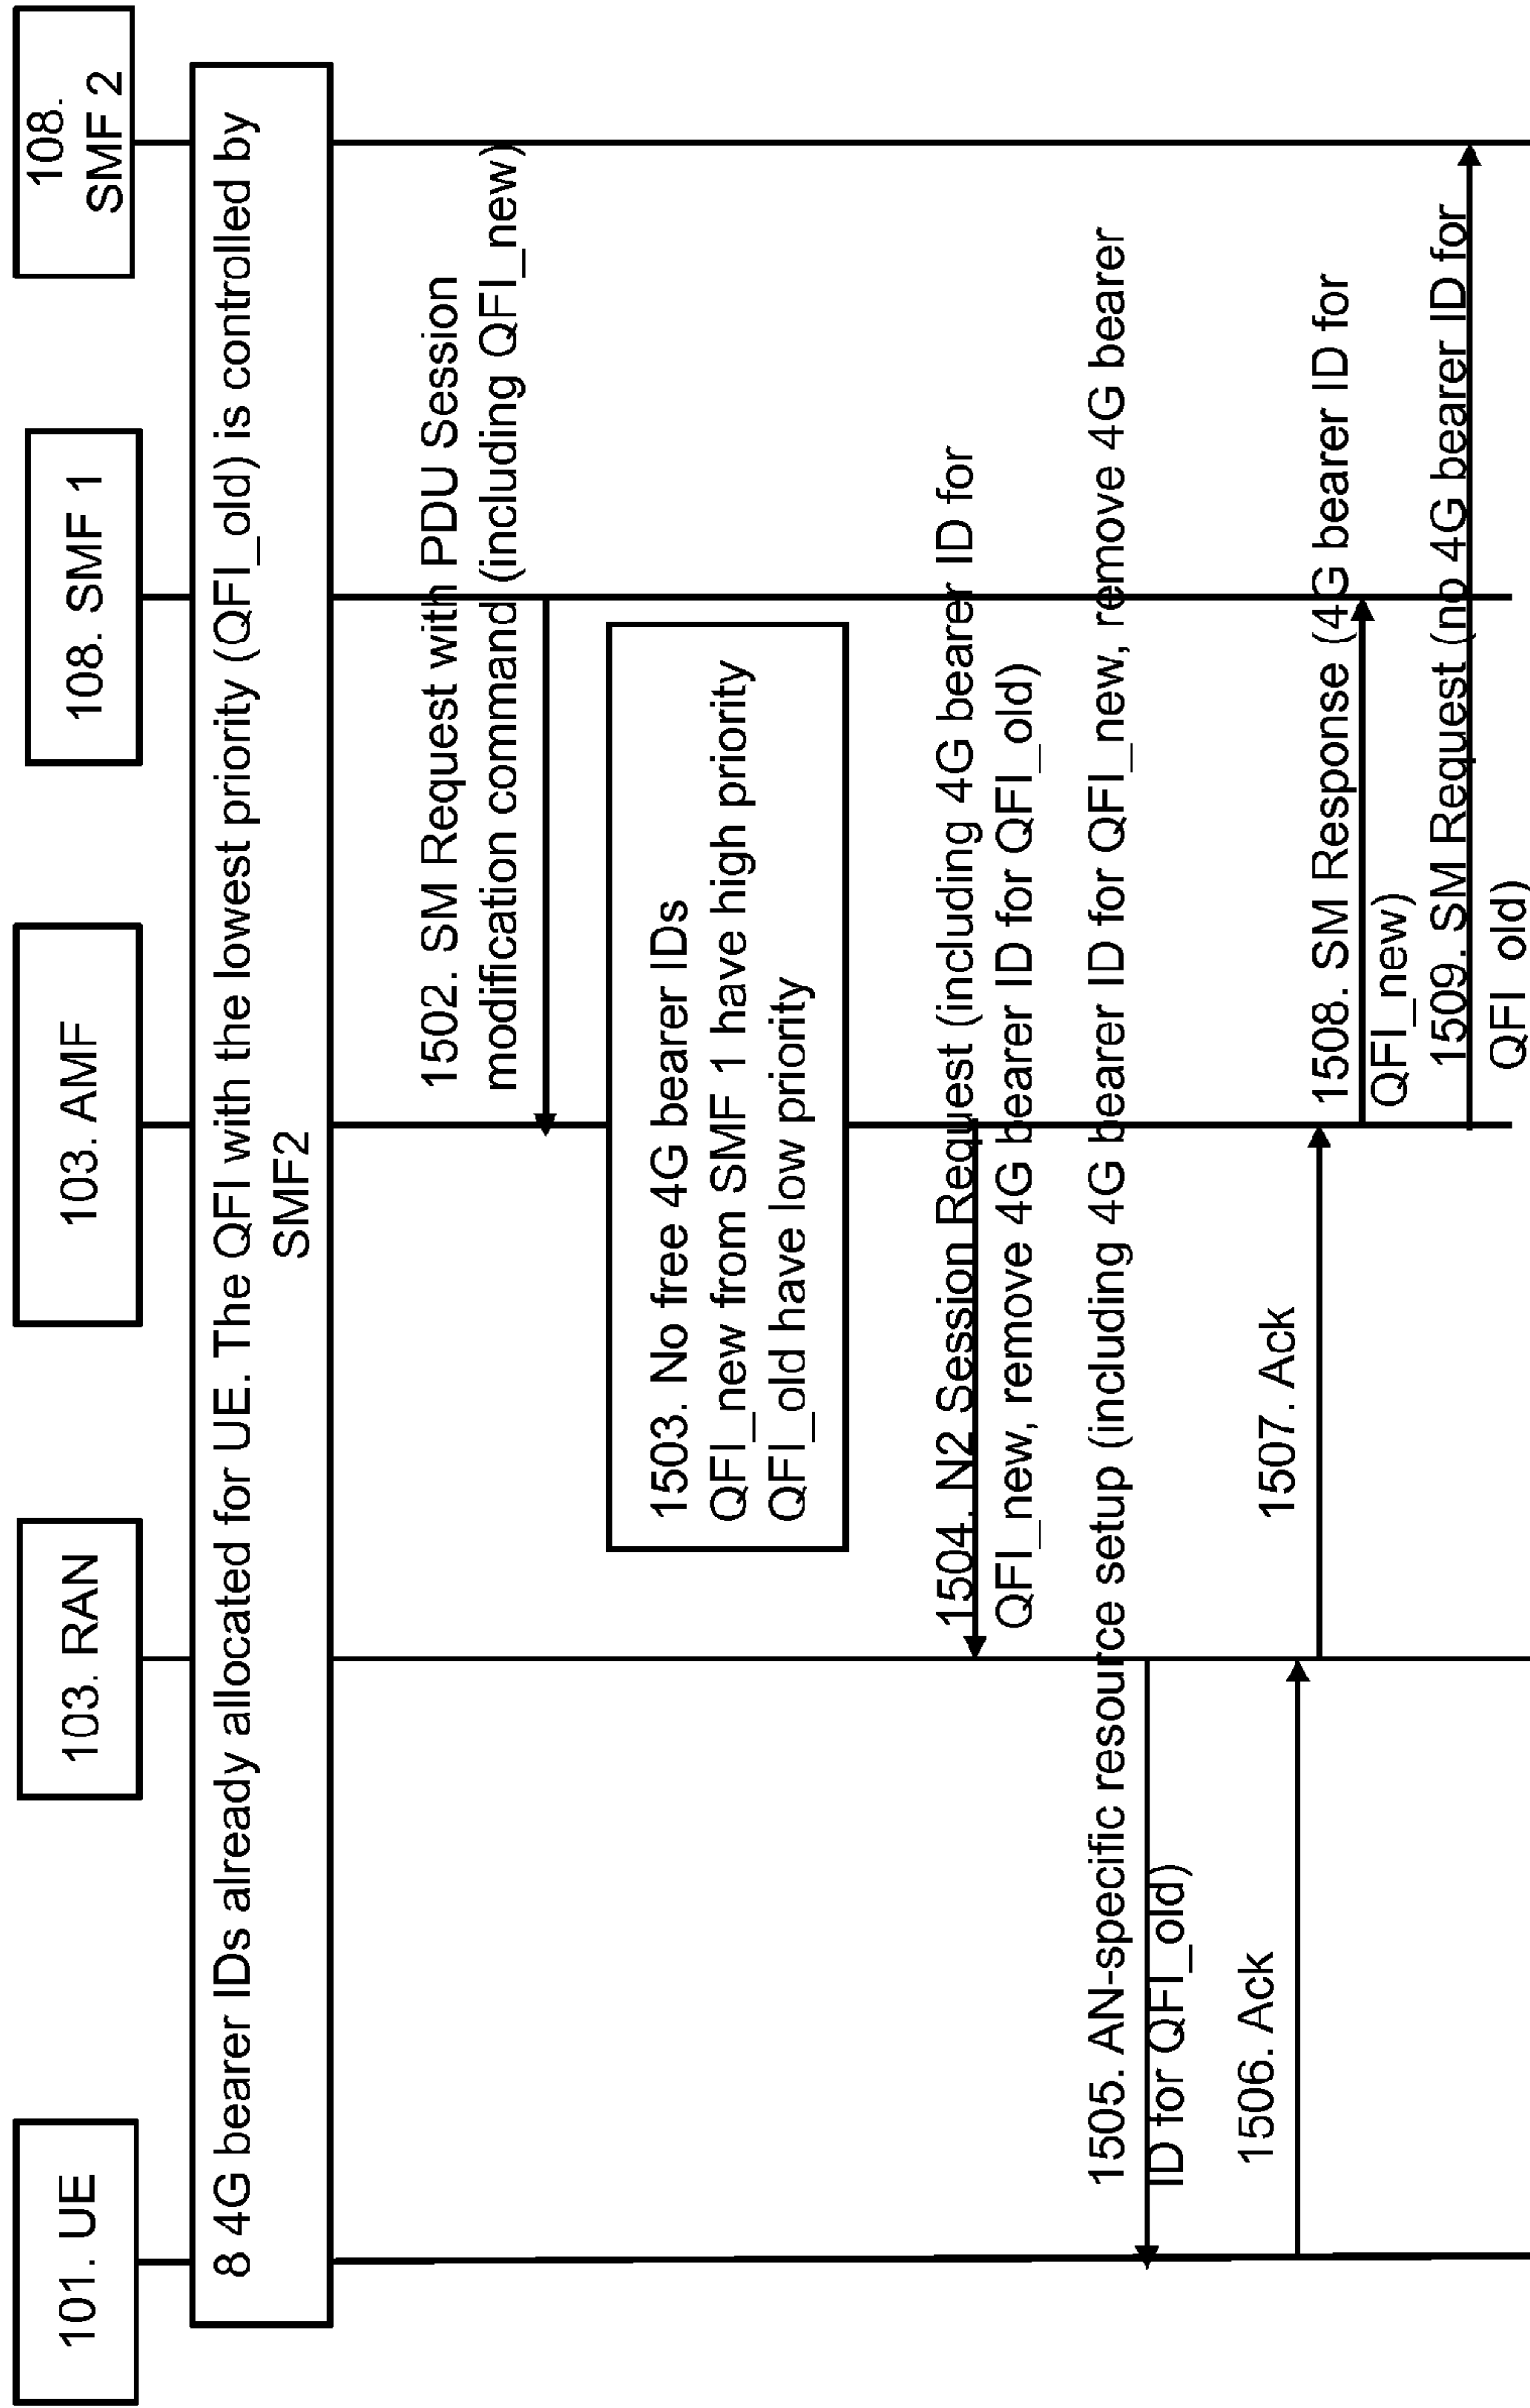 101. UE
103. RAN
103. AMF
108. SMF 1
108.
SMF 2
8 4G bearer IDs already allocated for UE. The QFI with the lowest priority (QFI_old) is controlled by
SMF2
1502. SM Request with PDU Session
modification command (including QFI_new)
1503. No free 4G bearer IDs
QFI_new from SMF 1 have high priority
QFI_old have low priority
1504. N2 Session Request (including 4G bearer ID for
QFI_new, remove 4G bearer ID for QFI_old)
1505. AN-specific resource setup (including 4G bearer ID for QFI_new, remove 4G bearer
ID for QFI_old)
1506. Ack
1507. Ack
1508. SM Response (4G bearer ID for
QFI_new)
1509. SM Request (no 4G bearer ID for
QFI_old)